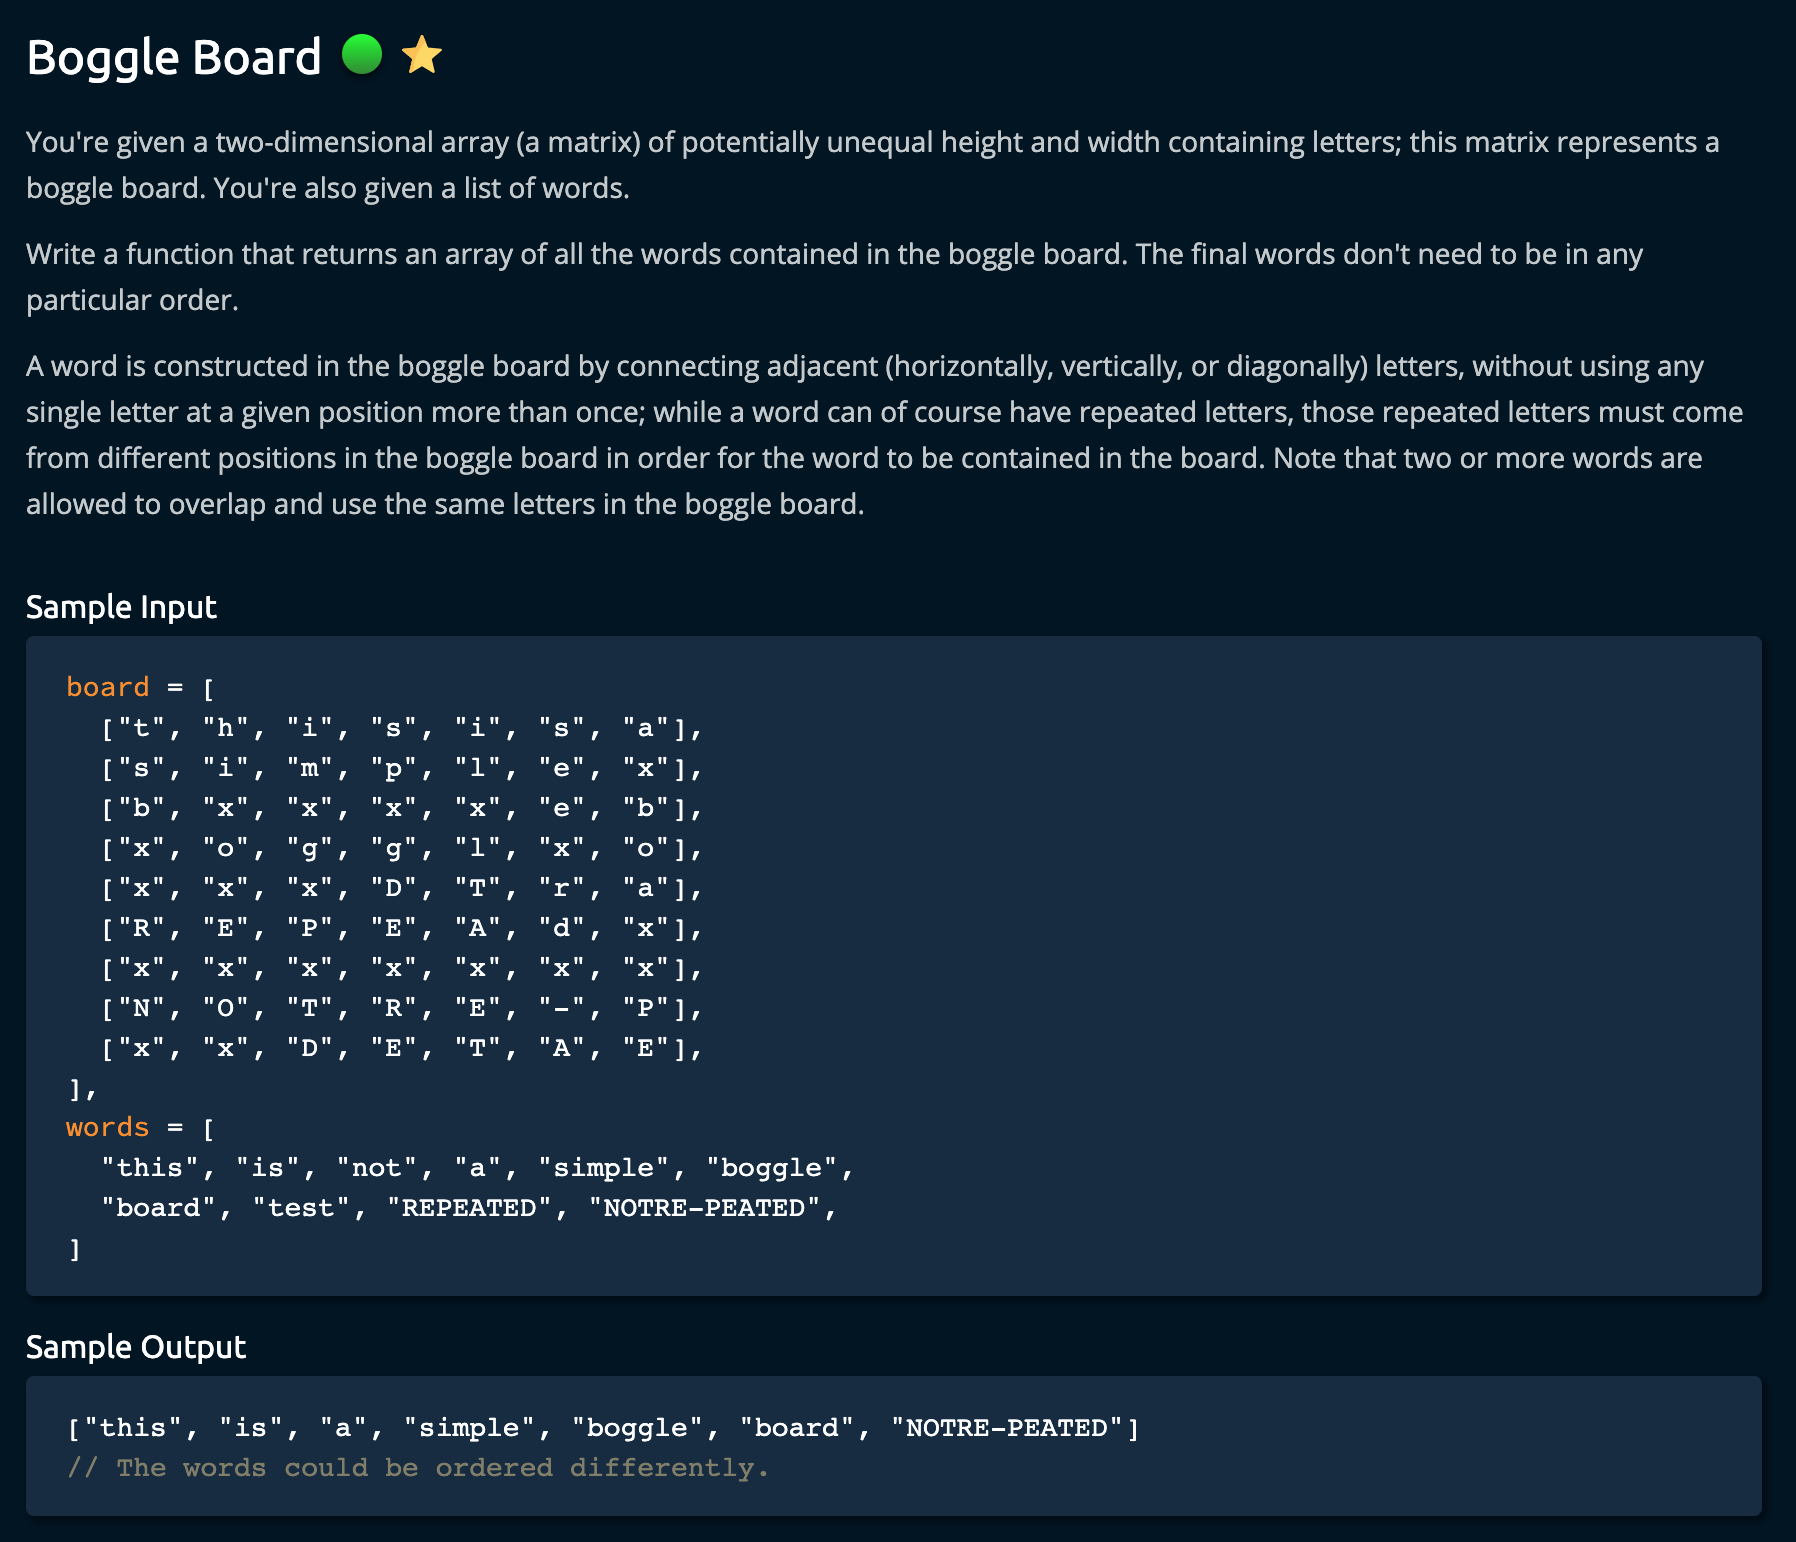 Boggle Board
You're given a two-dimensional array (a matrix) of potentially unequal height and width containing letters; this matrix represents a
boggle board. You're also given a list of words.
Write a function that returns an array of all the words contained in the boggle board. The final words don't need to be in any
particular order.
A word is constructed in the boggle board by connecting adjacent (horizontally, vertically, or diagonally) letters, without using any
single letter at a given position more than once; while a word can of course have repeated letters, those repeated letters must come
from different positions in the boggle board in order for the word to be contained in the board. Note that two or more words are
allowed to overlap and use the same letters in the boggle board.
Sample Input
board = [
  ["t", "h", "i", "s", "i", "s", "a"],
  ["s", "i", "m", "p", "l", "e", "x"],
  ["b", "x", "x", "x", "x", "e", "b"],
  ["x", "o", "g", "g", "l", "x", "o"],
  ["x", "x", "x", "D", "T", "r", "a"],
  ["R", "E", "P", "E", "A", "d", "x"],
  ["x", "x", "x", "x", "x", "x", "x"],
  ["N", "O", "T", "R", "E", "-", "P"],
  ["x", "x", "D", "E", "T", "A", "E"],
],
words = [
  "this", "is", "not", "a", "simple", "boggle",
  "board", "test", "REPEATED", "NOTRE-PEATED",
]
Sample Output
["this", "is", "a", "simple", "boggle", "board", "NOTRE-PEATED"]
// The words could be ordered differently.